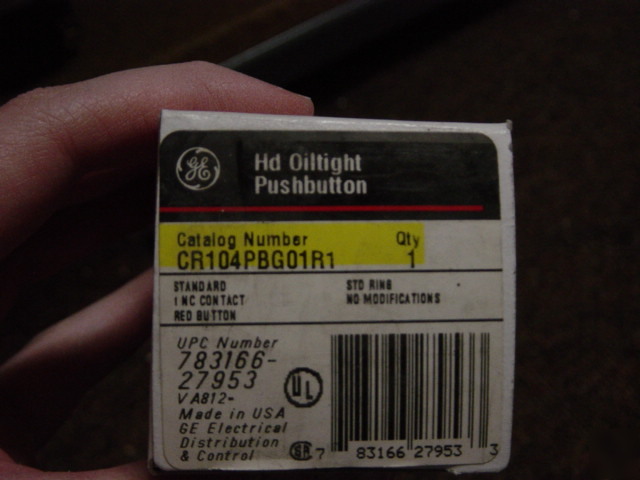 GE
Hd Oiltight
Pushbutton
Catalog Number Qty
CR104PBG01R1 1
STANDARD STD RING
1 NC CONTACT NO MODIFICATIONS
RED BUTTON
UPC Number
783166-
27953
VA812-
UL
Made in USA
GE Electrical
Distribution
& Control
7 83166 27953 3